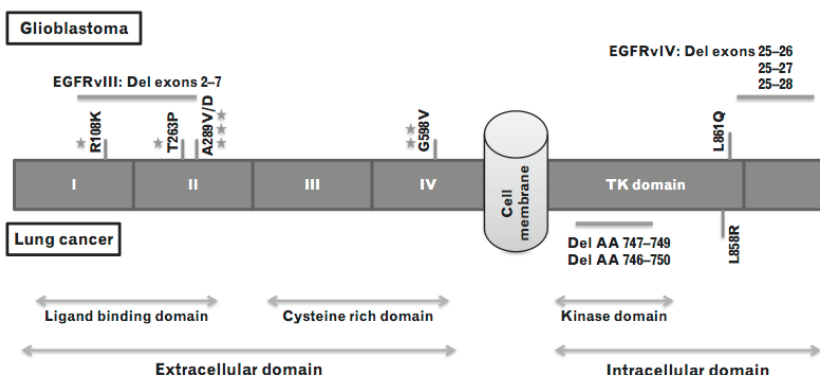 Glioblastoma
EGFRvIII: Del exons 2–7
EGFRvIV: Del exons 25–26
25–27
25–28
R108K
T263P
A289V/D
G598V
L861Q
I
II
III
IV
Cell
membrane
TK domain
Lung cancer
Del AA 747–749
Del AA 746–750
L858R
Ligand binding domain
Cysteine rich domain
Kinase domain
Extracellular domain
Intracellular domain